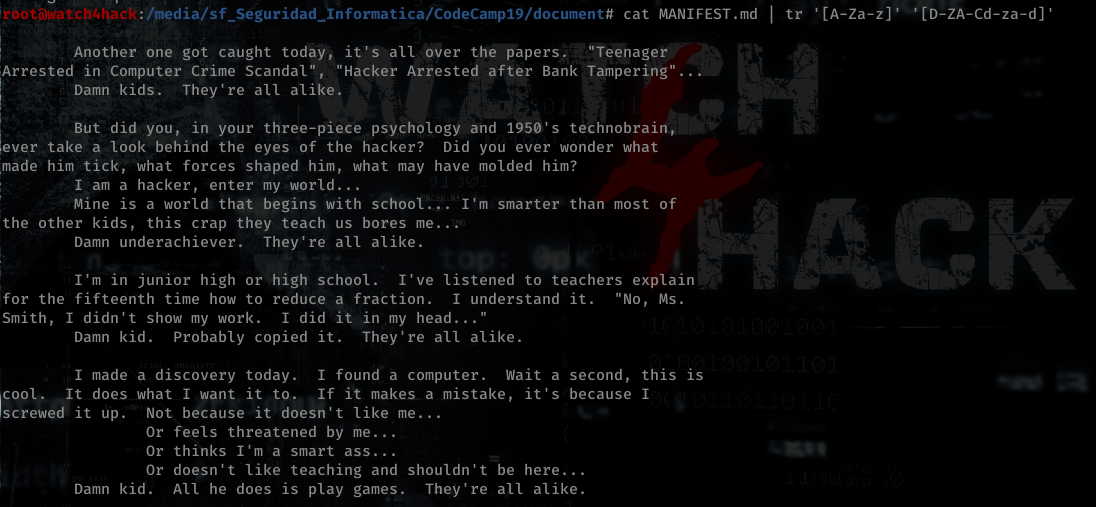 root@watch4hack:/media/sf_Seguridad_Informatica/CodeCamp19/document# cat MANIFEST.md | tr '[A-Za-z]' '[D-ZA-Cd-za-d]'
Another one got caught today, it's all over the papers.  "Teenager
Arrested in Computer Crime Scandal", "Hacker Arrested after Bank Tampering"...
Damn kids.  They're all alike.
But did you, in your three-piece psychology and 1950's technobrain,
ever take a look behind the eyes of the hacker?  Did you ever wonder what
made him tick, what forces shaped him, what may have molded him?
I am a hacker, enter my world...
Mine is a world that begins with school... I'm smarter than most of
the other kids, this crap they teach us bores me...
Damn underachiever.  They're all alike.
I'm in junior high or high school.  I've listened to teachers explain
for the fifteenth time how to reduce a fraction.  I understand it.  "No, Ms.
Smith, I didn't show my work.  I did it in my head..."
Damn kid.  Probably copied it.  They're all alike.
I made a discovery today.  I found a computer.  Wait a second, this is
cool.  It does what I want it to.  If it makes a mistake, it's because I
screwed it up.  Not because it doesn't like me...
Or feels threatened by me...
Or thinks I'm a smart ass...
Or doesn't like teaching and shouldn't be here...
Damn kid.  All he does is play games.  They're all alike.
WATCH
4HACK